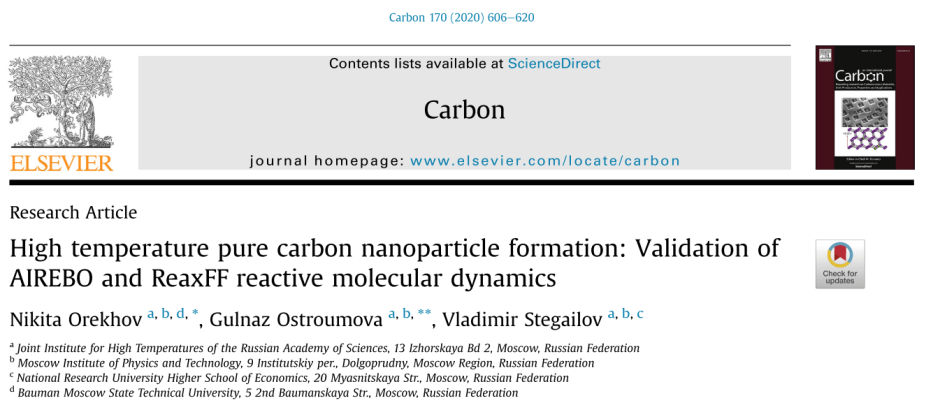 Carbon 170 (2020) 606–620
Contents lists available at ScienceDirect
Carbon
journal homepage: www.elsevier.com/locate/carbon
ELSEVIER
Carbon
Research Article
High temperature pure carbon nanoparticle formation: Validation of
AIREBO and ReaxFF reactive molecular dynamics
Check for
updates
Nikita Orekhov a, b, d, *, Gulnaz Ostroumova a, b, **, Vladimir Stegailov a, b, c
a Joint Institute for High Temperatures of the Russian Academy of Sciences, 13 Izhorskaya Bd 2, Moscow, Russian Federation
b Moscow Institute of Physics and Technology, 9 Institutskiy per., Dolgoprudny, Moscow Region, Russian Federation
c National Research University Higher School of Economics, 20 Myasnitskaya Str., Moscow, Russian Federation
d Bauman Moscow State Technical University, 5 2nd Baumanskaya Str., Moscow, Russian Federation